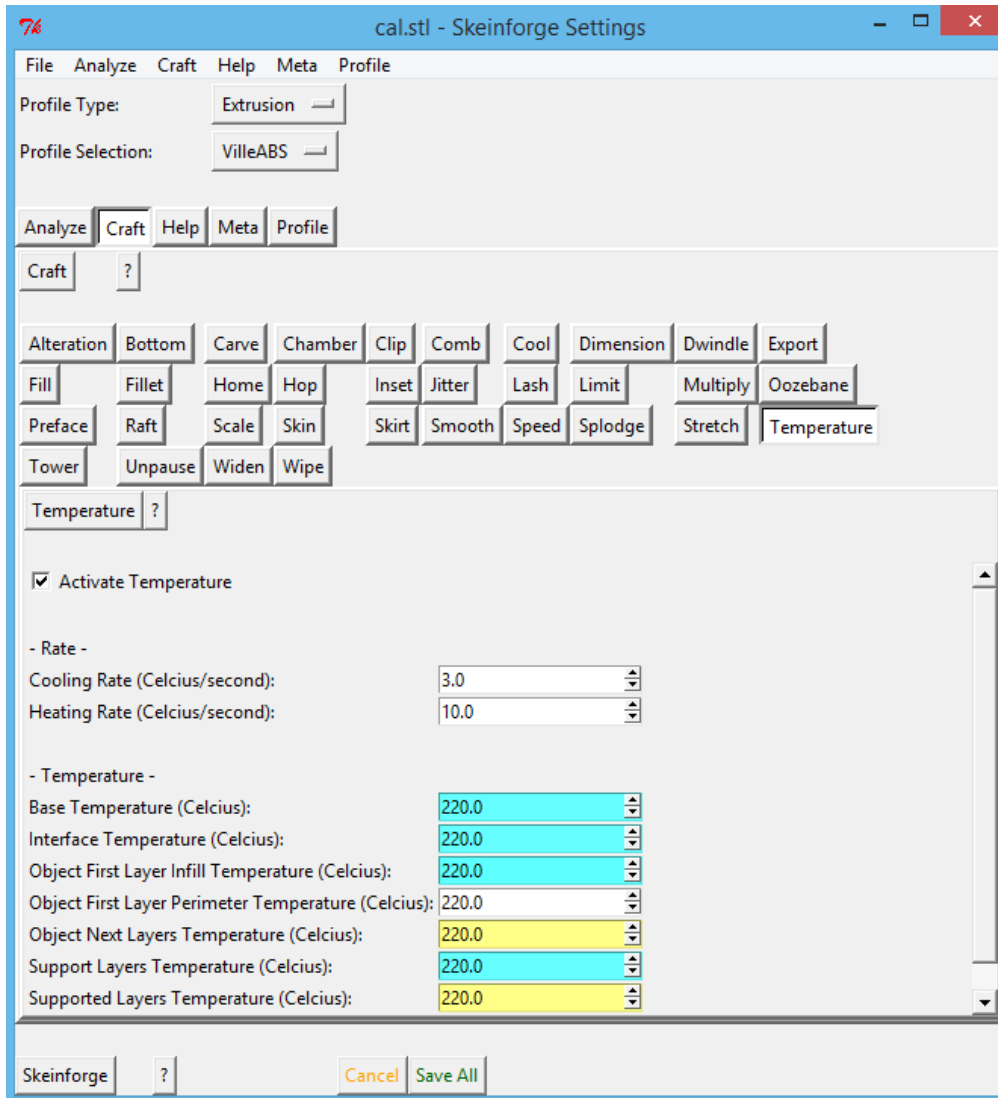 7k cal.stl - Skeinforge Settings
File Analyze Craft Help Meta Profile
Profile Type: Extrusion
Profile Selection: VilleABS
Analyze Craft Help Meta Profile
Craft ?
Alteration Bottom Carve Chamber Clip Comb Cool Dimension Dwindle Export
Fill Fillet Home Hop Inset Jitter Lash Limit Multiply Oozebane
Preface Raft Scale Skin Skirt Smooth Speed Splodge Stretch Temperature
Tower Unpause Widen Wipe
Temperature ?
Activate Temperature
- Rate -
Cooling Rate (Celcius/second): 3.0
Heating Rate (Celcius/second): 10.0
- Temperature -
Base Temperature (Celcius): 220.0
Interface Temperature (Celcius): 220.0
Object First Layer Infill Temperature (Celcius): 220.0
Object First Layer Perimeter Temperature (Celcius): 220.0
Object Next Layers Temperature (Celcius): 220.0
Support Layers Temperature (Celcius): 220.0
Supported Layers Temperature (Celcius): 220.0
Skeinforge ? Cancel Save All